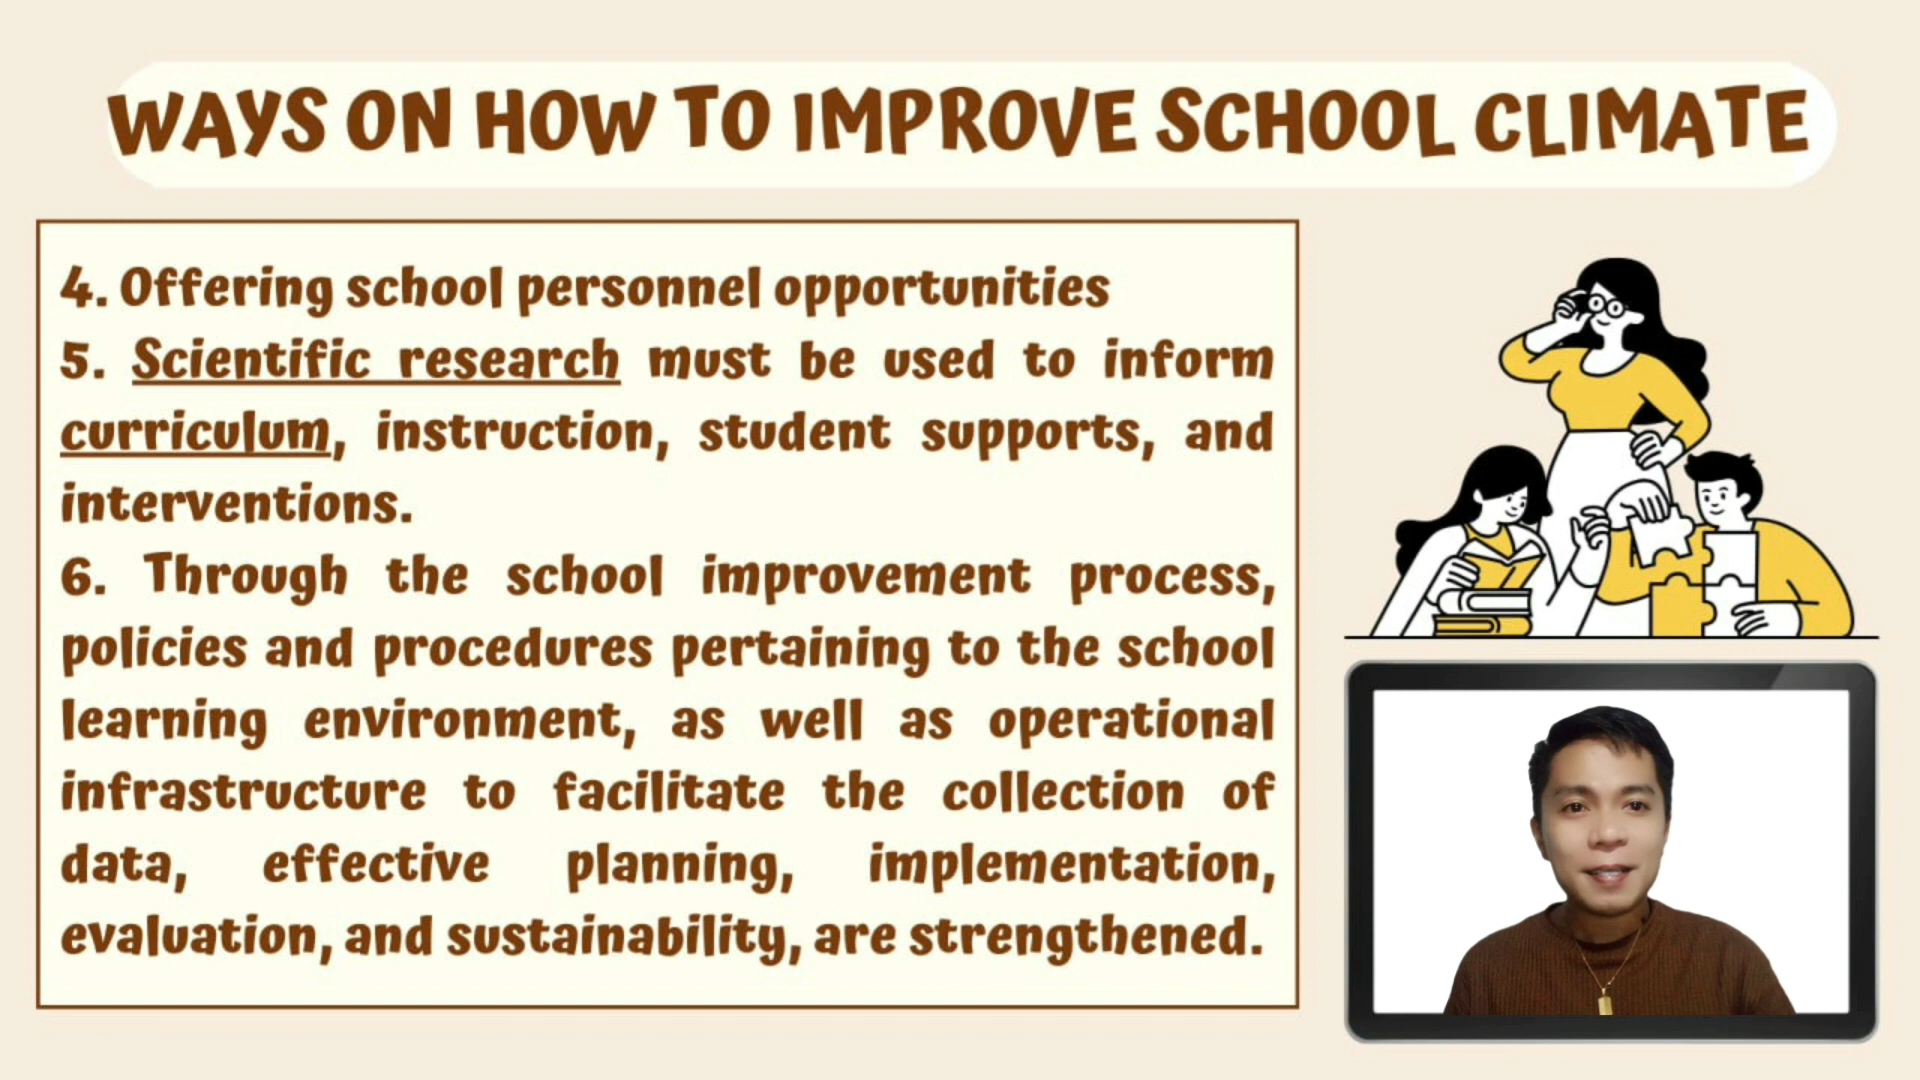 WAYS ON HOW TO IMPROVE SCHOOL CLIMATE
4. Offering school personnel opportunities
5. Scientific research must be used to inform
curriculum, instruction, student supports, and
interventions.
6. Through the school improvement process,
policies and procedures pertaining to the school
learning environment, as well as operational
infrastructure to facilitate the collection of
data, effective planning, implementation,
evaluation, and sustainability, are strengthened.